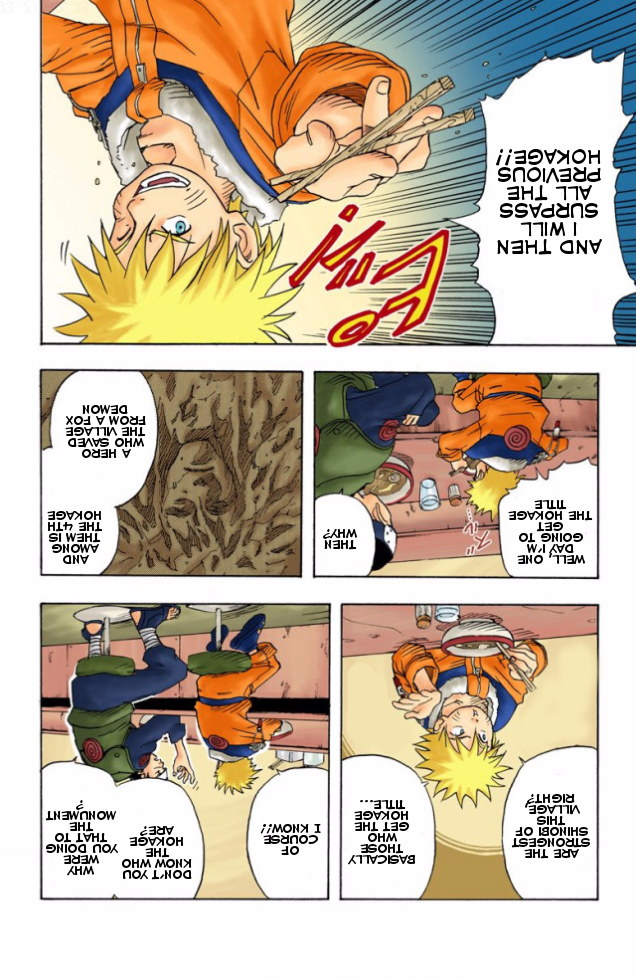 WHY
WERE
YOU DOING
THAT TO
THE
MONUMENT
?
DON'T YOU
KNOW WHO
THE
HOKAGE
ARE?
OF
COURSE
I KNOW!!
BASICALLY
THOSE
WHO
GET THE
HOKAGE
TITLE...
ARE THE
STRONGEST
SHINOBI OF
THIS
VILLAGE
RIGHT?
AND
AMONG
THEM IS
THE 4TH
HOKAGE
A HERO
WHO SAVED
THE VILLAGE
FROM A FOX
DEMON
THEN
WHY?
WELL, ONE
DAY I'M
GOING TO
GET
THE HOKAGE
TITLE
AND THEN
I WILL
SURPASS
ALL THE
PREVIOUS
HOKAGE!!